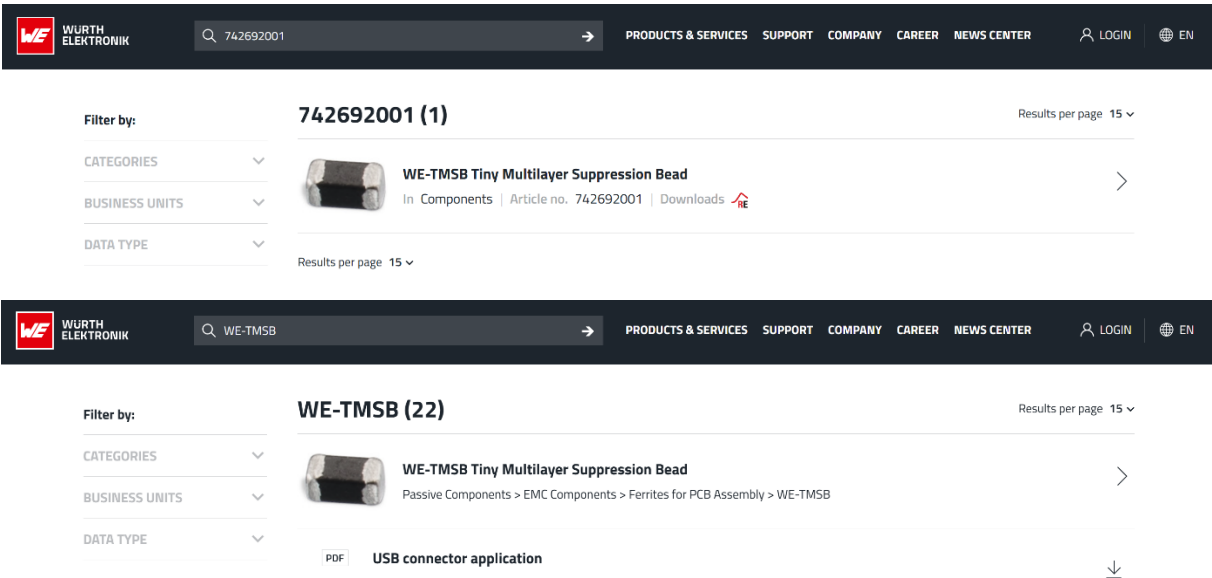 WE WÜRTH ELEKTRONIK 742692001 PRODUCTS & SERVICES SUPPORT COMPANY CAREER NEWS CENTER LOGIN EN
Filter by:
742692001 (1)
Results per page 15
CATEGORIES
BUSINESS UNITS
DATA TYPE
WE-TMSB Tiny Multilayer Suppression Bead
In Components | Article no. 742692001 | Downloads RE
Results per page 15
WE WÜRTH ELEKTRONIK WE-TMSB PRODUCTS & SERVICES SUPPORT COMPANY CAREER NEWS CENTER LOGIN EN
Filter by:
WE-TMSB (22)
Results per page 15
CATEGORIES
BUSINESS UNITS
DATA TYPE
WE-TMSB Tiny Multilayer Suppression Bead
Passive Components > EMC Components > Ferrites for PCB Assembly > WE-TMSB
PDF USB connector application